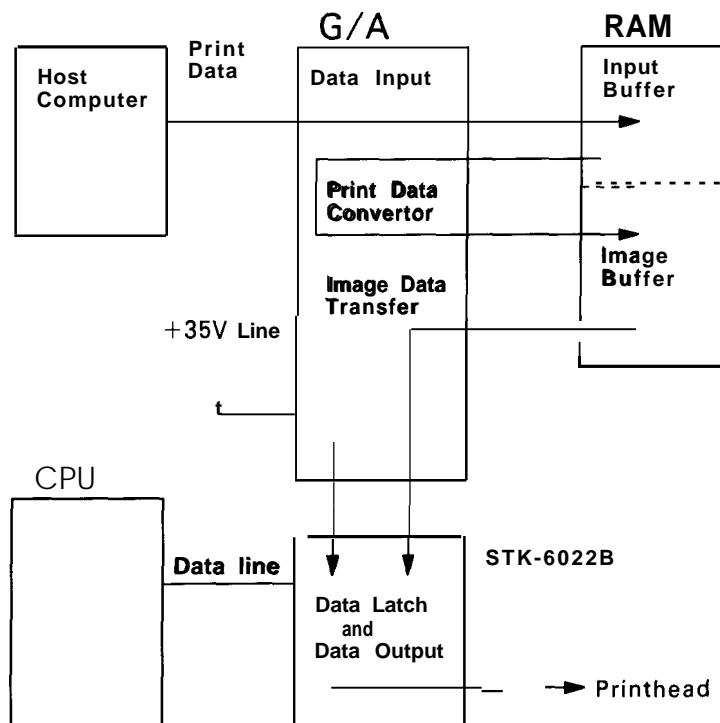 G/A
RAM
Print
Data
Host
Computer
Data Input
Input
Buffer
Print Data
Convertor
Image
Buffer
Image Data
Transfer
+35V Line
t
CPU
Data line
STK-6022B
Data Latch
and
Data Output
Printhead